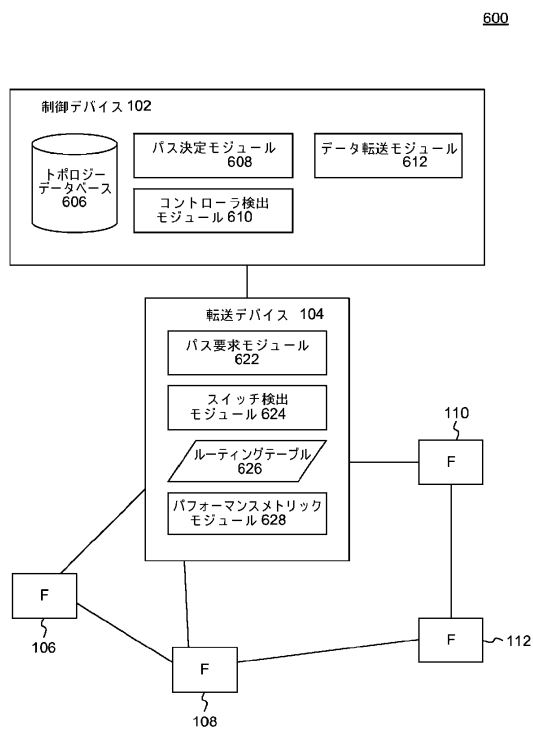 600
制御デバイス 102
トポロジー
データベース
606
パス決定モジュール
608
データ転送モジュール
612
コントローラ検出
モジュール 610
転送デバイス 104
パス要求モジュール
622
スイッチ検出
モジュール 624
ルーティングテーブル
626
パフォーマンスメトリック
モジュール 628
110
F
F
106
F
108
F
112